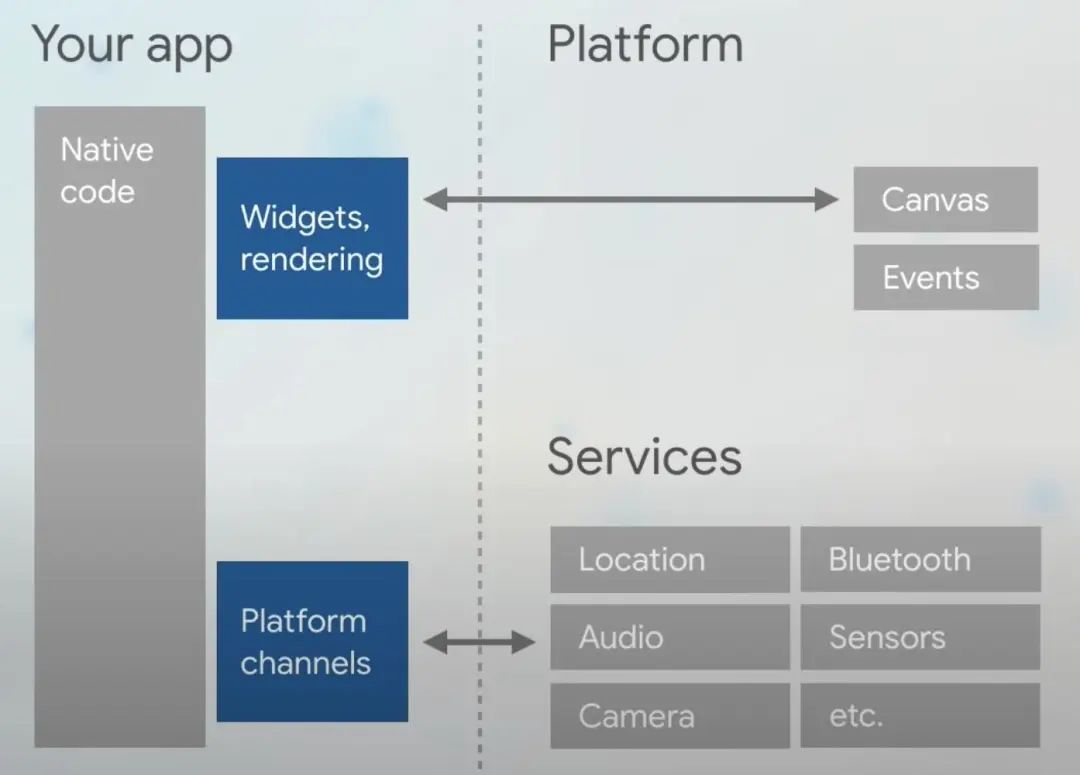 Your app
Native
code
Widgets,
rendering
Platform
channels
Platform
Canvas
Events
Services
Location
Bluetooth
Audio
Sensors
Camera
etc.